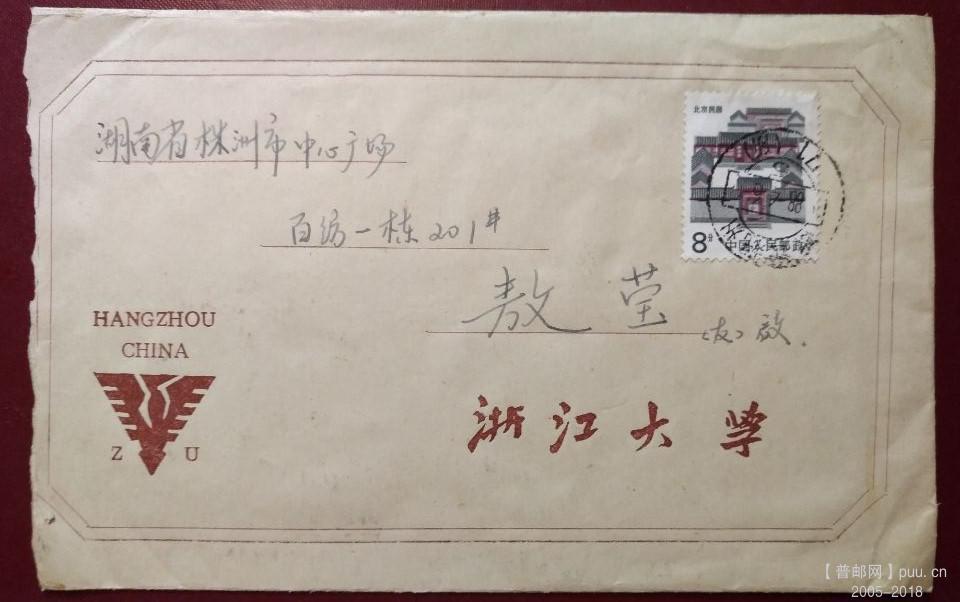 湖南省株洲市中心广场
北京民居
百纺一栋201#
8分 中国人民邮政
敖莹(友)啟.
HANGZHOU
CHINA
Z U
浙江大学
【普邮网】puu.cn
2005-2018